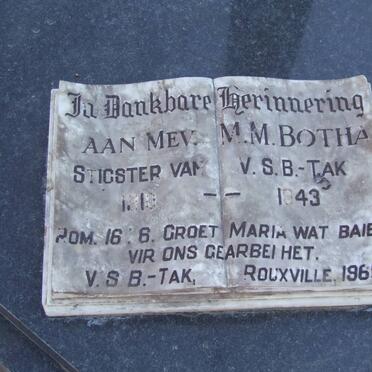 In Dankbare Herinnering
AAN MEV. M.M. BOTHA
STIGSTER VAN V.S.B.-TAK
1919 — — 1943
ROM. 16:6. GROET MARIA WAT BAIE
VIR ONS GEARBEI HET.
V.S.B.-TAK, ROUXVILLE,